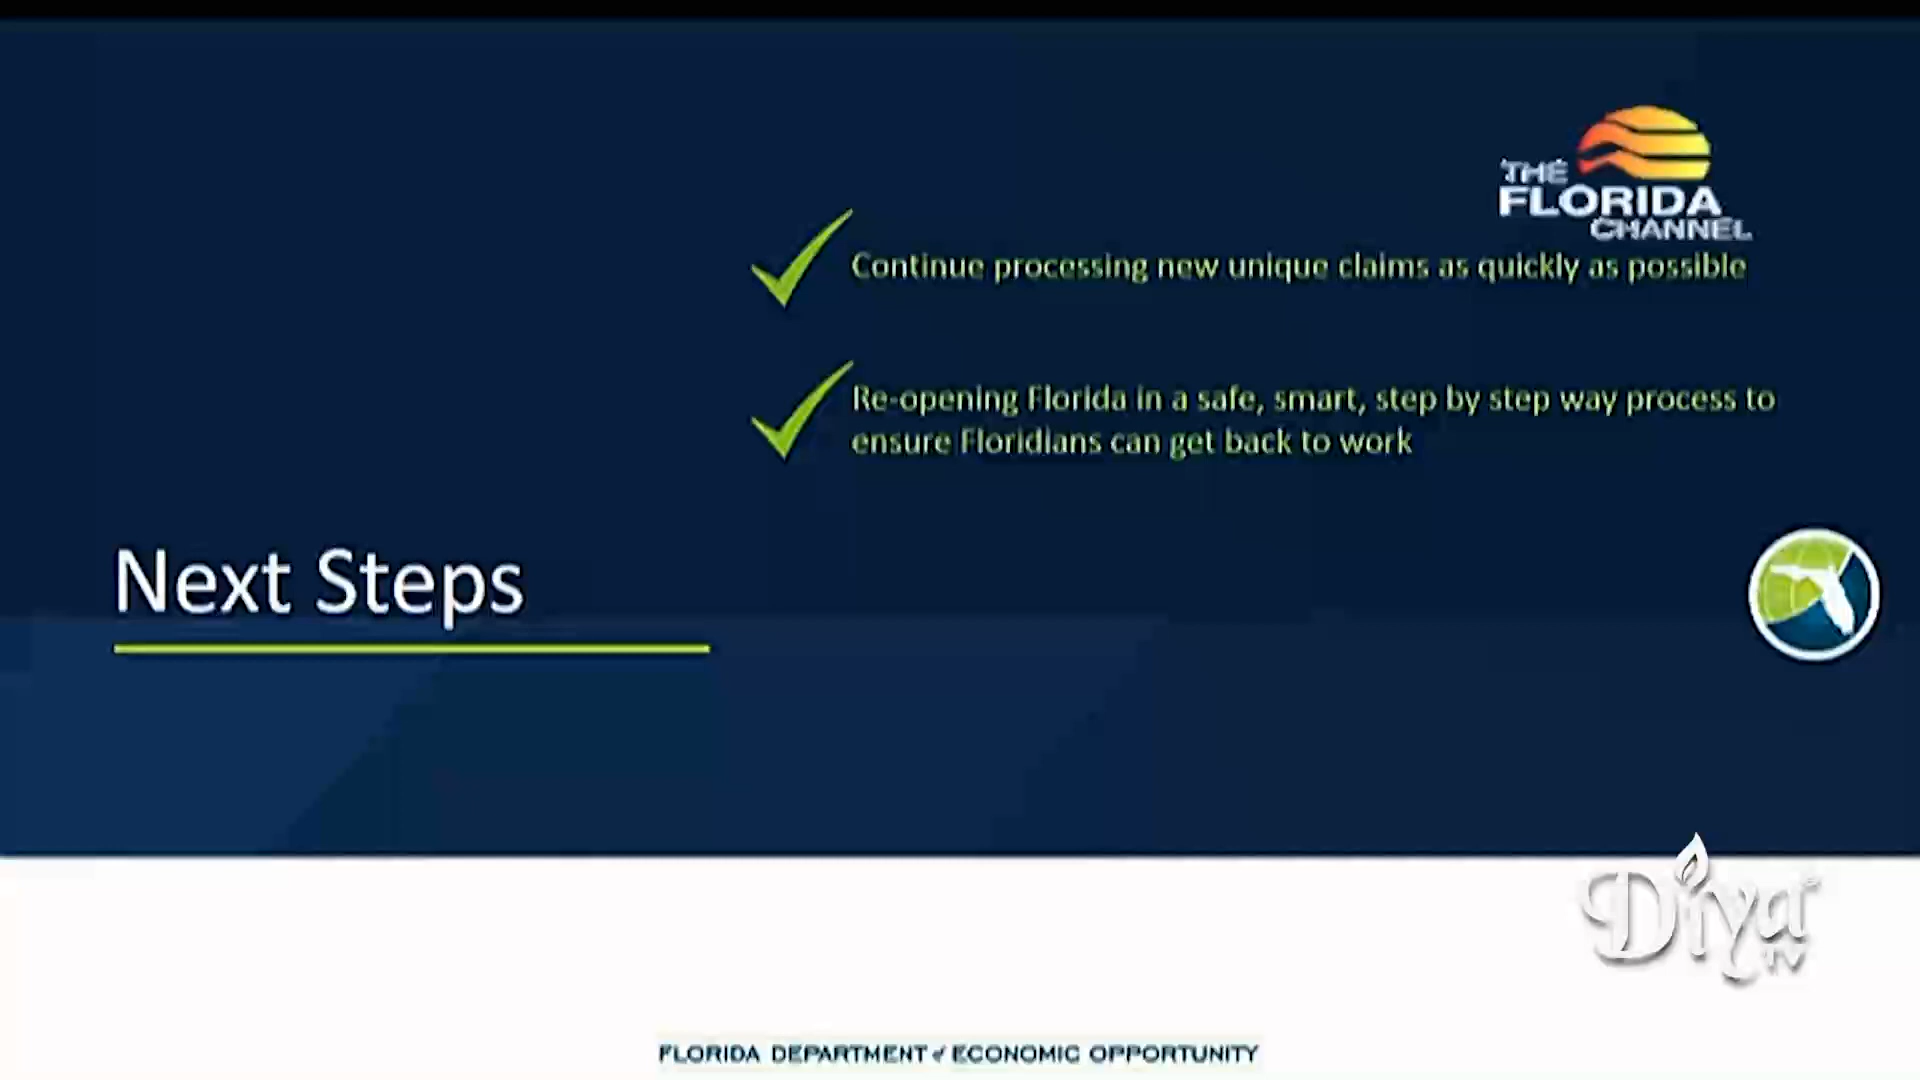 THE
FLORIDA
CHANNEL
Continue processing new unique claims as quickly as possible
Re-opening Florida in a safe, smart, step by step way process to
ensure Floridians can get back to work
Next Steps
Diya
TV
FLORIDA DEPARTMENT of ECONOMIC OPPORTUNITY